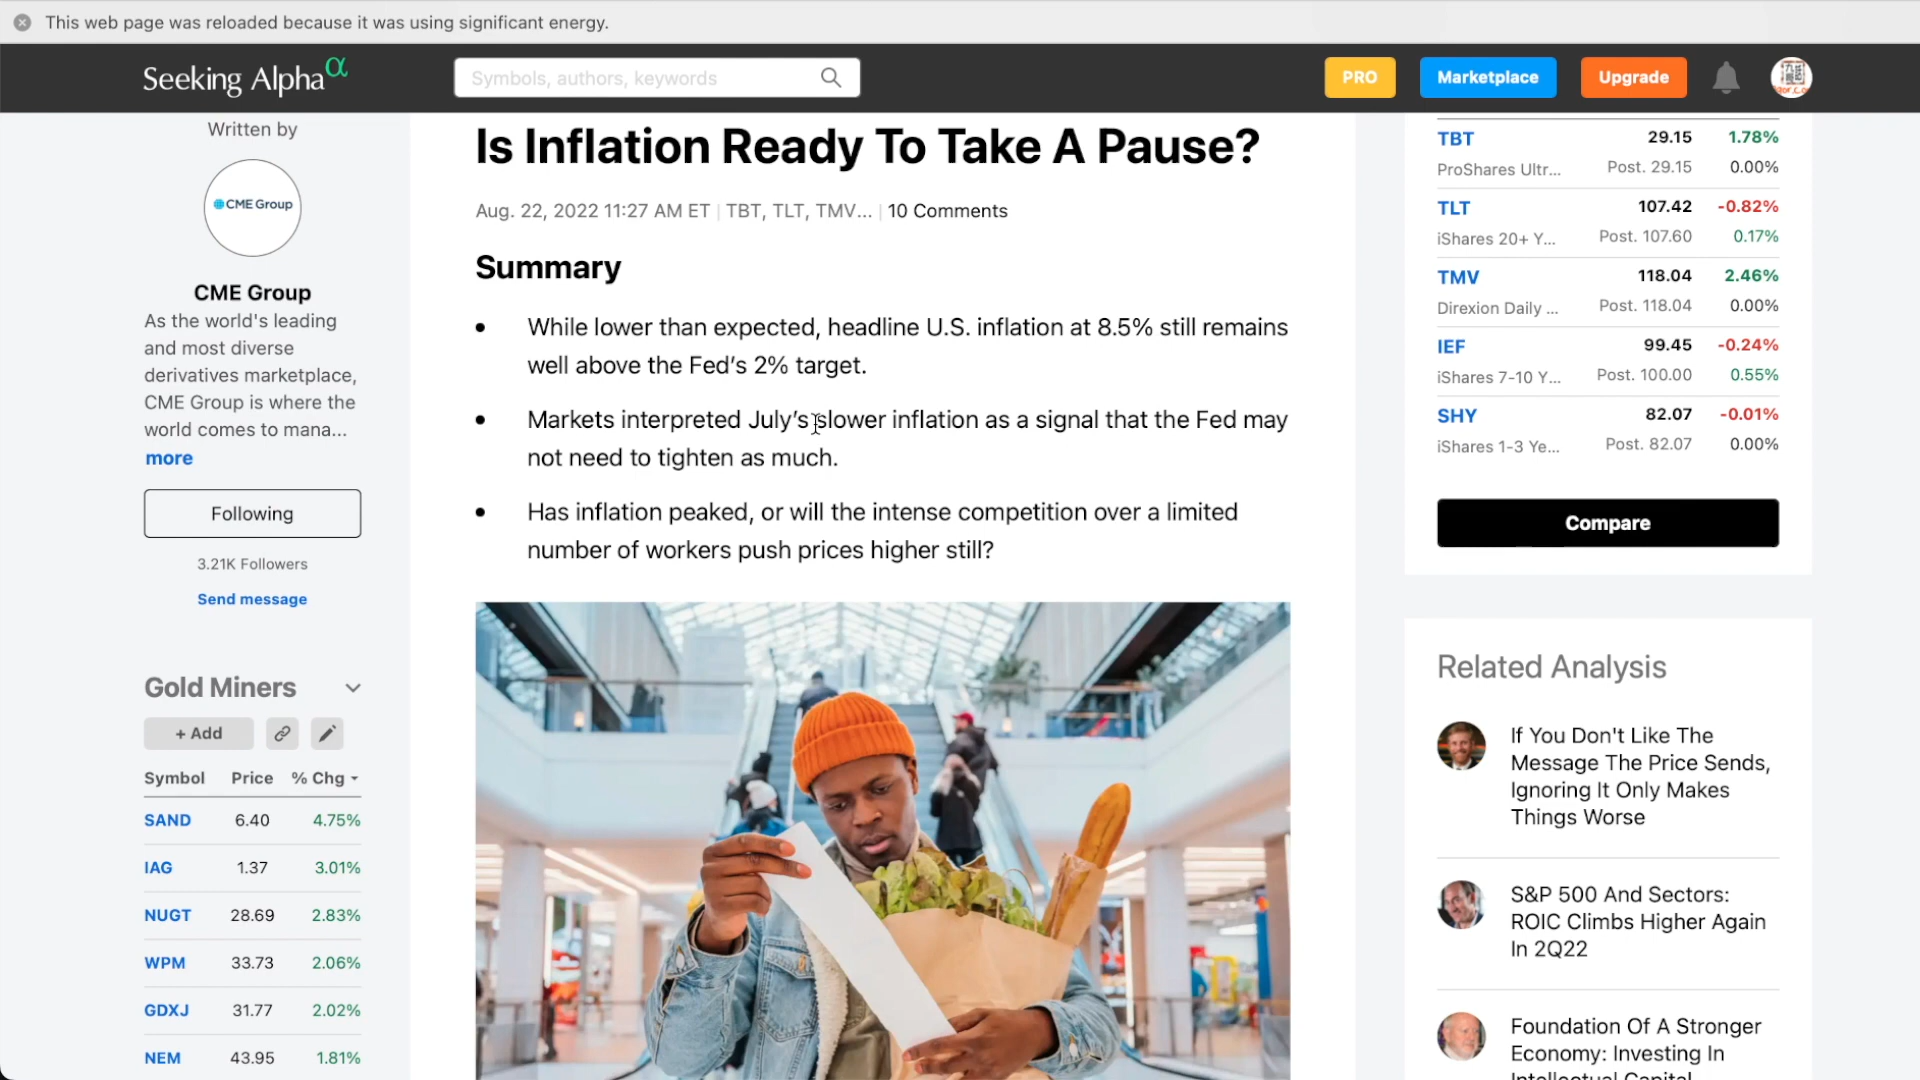 This web page was reloaded because it was using significant energy.
Seeking Alpha α
Symbols, authors, keywords
PRO
Marketplace
Upgrade
Written by
CME Group
CME Group
As the world's leading
and most diverse
derivatives marketplace,
CME Group is where the
world comes to mana...
more
Following
3.21K Followers
Send message
Gold Miners
+ Add
Symbol Price % Chg
SAND 6.40 4.75%
IAG 1.37 3.01%
NUGT 28.69 2.83%
WPM 33.73 2.06%
GDXJ 31.77 2.02%
NEM 43.95 1.81%
Is Inflation Ready To Take A Pause?
Aug. 22, 2022 11:27 AM ET | TBT, TLT, TMV... | 10 Comments
Summary
• While lower than expected, headline U.S. inflation at 8.5% still remains
well above the Fed's 2% target.
• Markets interpreted July's slower inflation as a signal that the Fed may
not need to tighten as much.
• Has inflation peaked, or will the intense competition over a limited
number of workers push prices higher still?
TBT 29.15 1.78%
ProShares Ultr... Post. 29.15 0.00%
TLT 107.42 -0.82%
iShares 20+ Y... Post. 107.60 0.17%
TMV 118.04 2.46%
Direxion Daily ... Post. 118.04 0.00%
IEF 99.45 -0.24%
iShares 7-10 Y... Post. 100.00 0.55%
SHY 82.07 -0.01%
iShares 1-3 Ye... Post. 82.07 0.00%
Compare
Related Analysis
If You Don't Like The
Message The Price Sends,
Ignoring It Only Makes
Things Worse
S&P 500 And Sectors:
ROIC Climbs Higher Again
In 2Q22
Foundation Of A Stronger
Economy: Investing In
Intellectual Capital